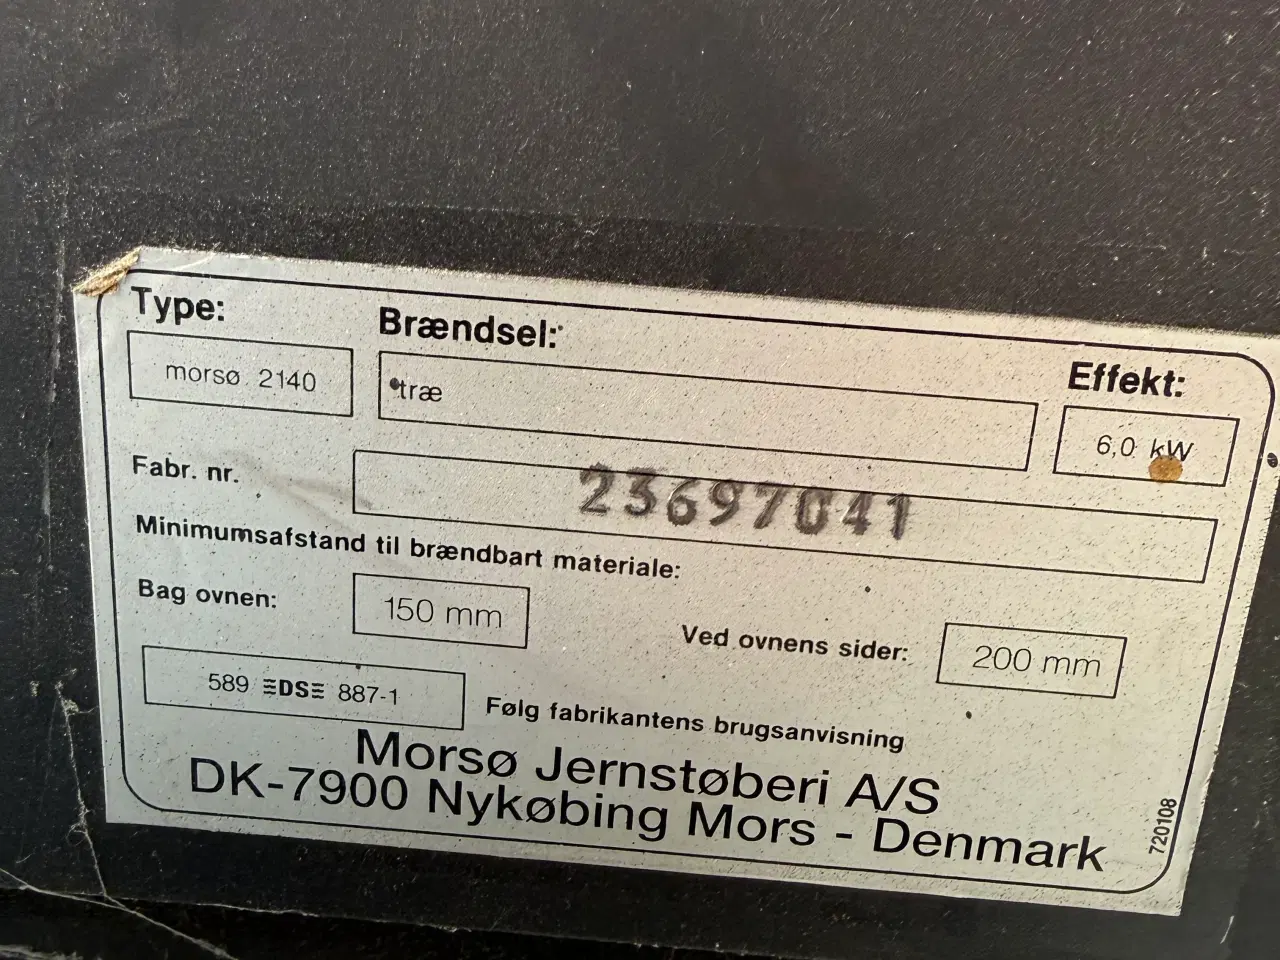 Type: Brændsel: Effekt:
morsø 2140 træ 6,0 kW
Fabr. nr. 23697041
Minimumsafstand til brændbart materiale:
Bag ovnen: 150 mm Ved ovnens sider: 200 mm
589 DS 887-1 Følg fabrikantens brugsanvisning
Morsø Jernstøberi A/S
DK-7900 Nykøbing Mors - Denmark
720108